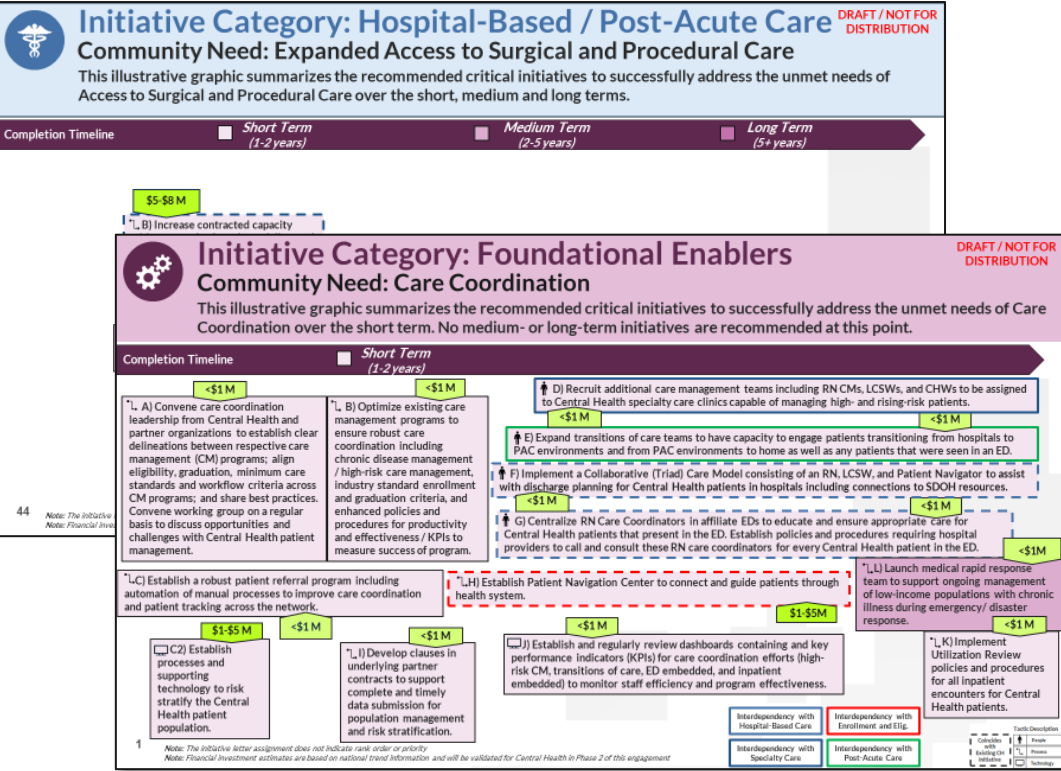 Initiative Category: Hospital-Based / Post-Acute Care
DRAFT / NOT FOR
DISTRIBUTION
Community Need: Expanded Access to Surgical and Procedural Care
This illustrative graphic summarizes the recommended critical initiatives to successfully address the unmet needs of
Access to Surgical and Procedural Care over the short, medium and long terms.
Completion Timeline
Short Term
(1-2 years)
Medium Term
(2-5 years)
Long Term
(5+ years)
$5-$8 M
B) Increase contracted capacity
44
Note: The initiative
Note: Financial inve
Initiative Category: Foundational Enablers
DRAFT / NOT FOR
DISTRIBUTION
Community Need: Care Coordination
This illustrative graphic summarizes the recommended critical initiatives to successfully address the unmet needs of Care
Coordination over the short term. No medium- or long-term initiatives are recommended at this point.
Completion Timeline
Short Term
(1-2 years)
<$1 M
A) Convene care coordination
leadership from Central Health and
partner organizations to establish clear
delineations between respective care
management (CM) programs; align
eligibility, graduation, minimum care
standards and workflow criteria across
CM programs; and share best practices.
Convene working group on a regular
basis to discuss opportunities and
challenges with Central Health patient
management.
<$1 M
B) Optimize existing care
management programs to
ensure robust care
coordination including
chronic disease management
/ high-risk care management,
industry standard enrollment
and graduation criteria, and
enhanced policies and
procedures for productivity
and effectiveness / KPIs to
measure success of program.
D) Recruit additional care management teams including RN CMs, LCSWs, and CHWs to be assigned
to Central Health specialty care clinics capable of managing high- and rising-risk patients.
<$1 M
<$1 M
E) Expand transitions of care teams to have capacity to engage patients transitioning from hospitals to
PAC environments and from PAC environments to home as well as any patients that were seen in an ED.
F) Implement a Collaborative (Triad) Care Model consisting of an RN, LCSW, and Patient Navigator to assist
with discharge planning for Central Health patients in hospitals including connections to SDOH resources.
<$1 M
<$1 M
G) Centralize RN Care Coordinators in affiliate EDs to educate and ensure appropriate care for
Central Health patients that present in the ED. Establish policies and procedures requiring hospital
providers to call and consult these RN care coordinators for every Central Health patient in the ED.
<$1M
C) Establish a robust patient referral program including
automation of manual processes to improve care coordination
and patient tracking across the network.
H) Establish Patient Navigation Center to connect and guide patients through
health system.
L) Launch medical rapid response
team to support ongoing management
of low-income populations with chronic
illness during emergency/ disaster
response.
$1-$5 M
<$1 M
<$1 M
<$1 M
$1-$5M
<$1 M
C2) Establish
processes and
supporting
technology to risk
stratify the Central
Health patient
population.
I) Develop clauses in
underlying partner
contracts to support
complete and timely
data submission for
population management
and risk stratification.
J) Establish and regularly review dashboards containing and key
performance indicators (KPIs) for care coordination efforts (high-
risk CM, transitions of care, ED embedded, and inpatient
embedded) to monitor staff efficiency and program effectiveness.
K) Implement
Utilization Review
policies and procedures
for all inpatient
encounters for Central
Health patients.
Interdependency with
Hospital-Based Care
Interdependency with
Enrollment and Elig.
Interdependency with
Specialty Care
Interdependency with
Post-Acute Care
Coincides
with
Existing CH
Initiative
Tactic Description
People
Process
Technology
1
Note: The initiative letter assignment does not indicate rank order or priority
Note: Financial investment estimates are based on national trend information and will be validated for Central Health in Phase 2 of this engagement